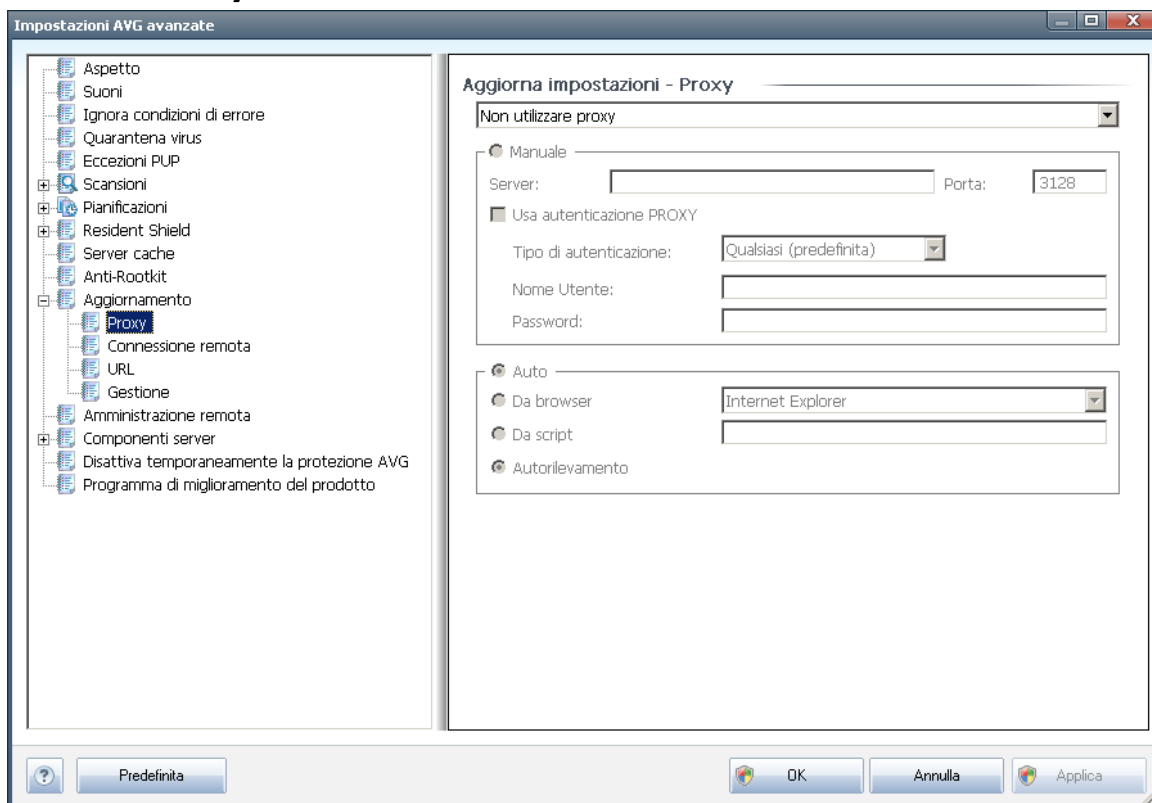 Impostazioni AVG avanzate
Aspetto
Suoni
Ignora condizioni di errore
Quarantena virus
Eccezioni PUP
Scansioni
Pianificazioni
Resident Shield
Server cache
Anti-Rootkit
Aggiornamento
Proxy
Connessione remota
URL
Gestione
Amministrazione remota
Componenti server
Disattiva temporaneamente la protezione AVG
Programma di miglioramento del prodotto
Aggiorna impostazioni - Proxy
Non utilizzare proxy
Manuale
Server: Porta: 3128
Usa autenticazione PROXY
Tipo di autenticazione: Qualsiasi (predefinita)
Nome Utente:
Password:
Auto
Da browser Internet Explorer
Da script
Autorilevamento
? Predefinita OK Annulla Applica